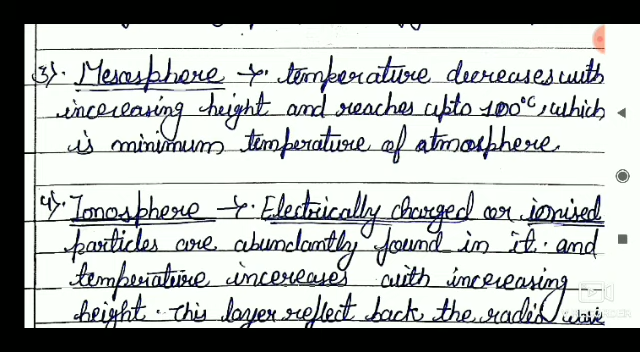 3). Mesosphere → temperature decreases with
increasing height and reaches upto 100°C, which
is minimum temperature of atmosphere.
4). Ionosphere → Electrically charged or ionised
particles are abundantly found in it. and
temperature increases with increasing
height. This layer reflect back the radio wave